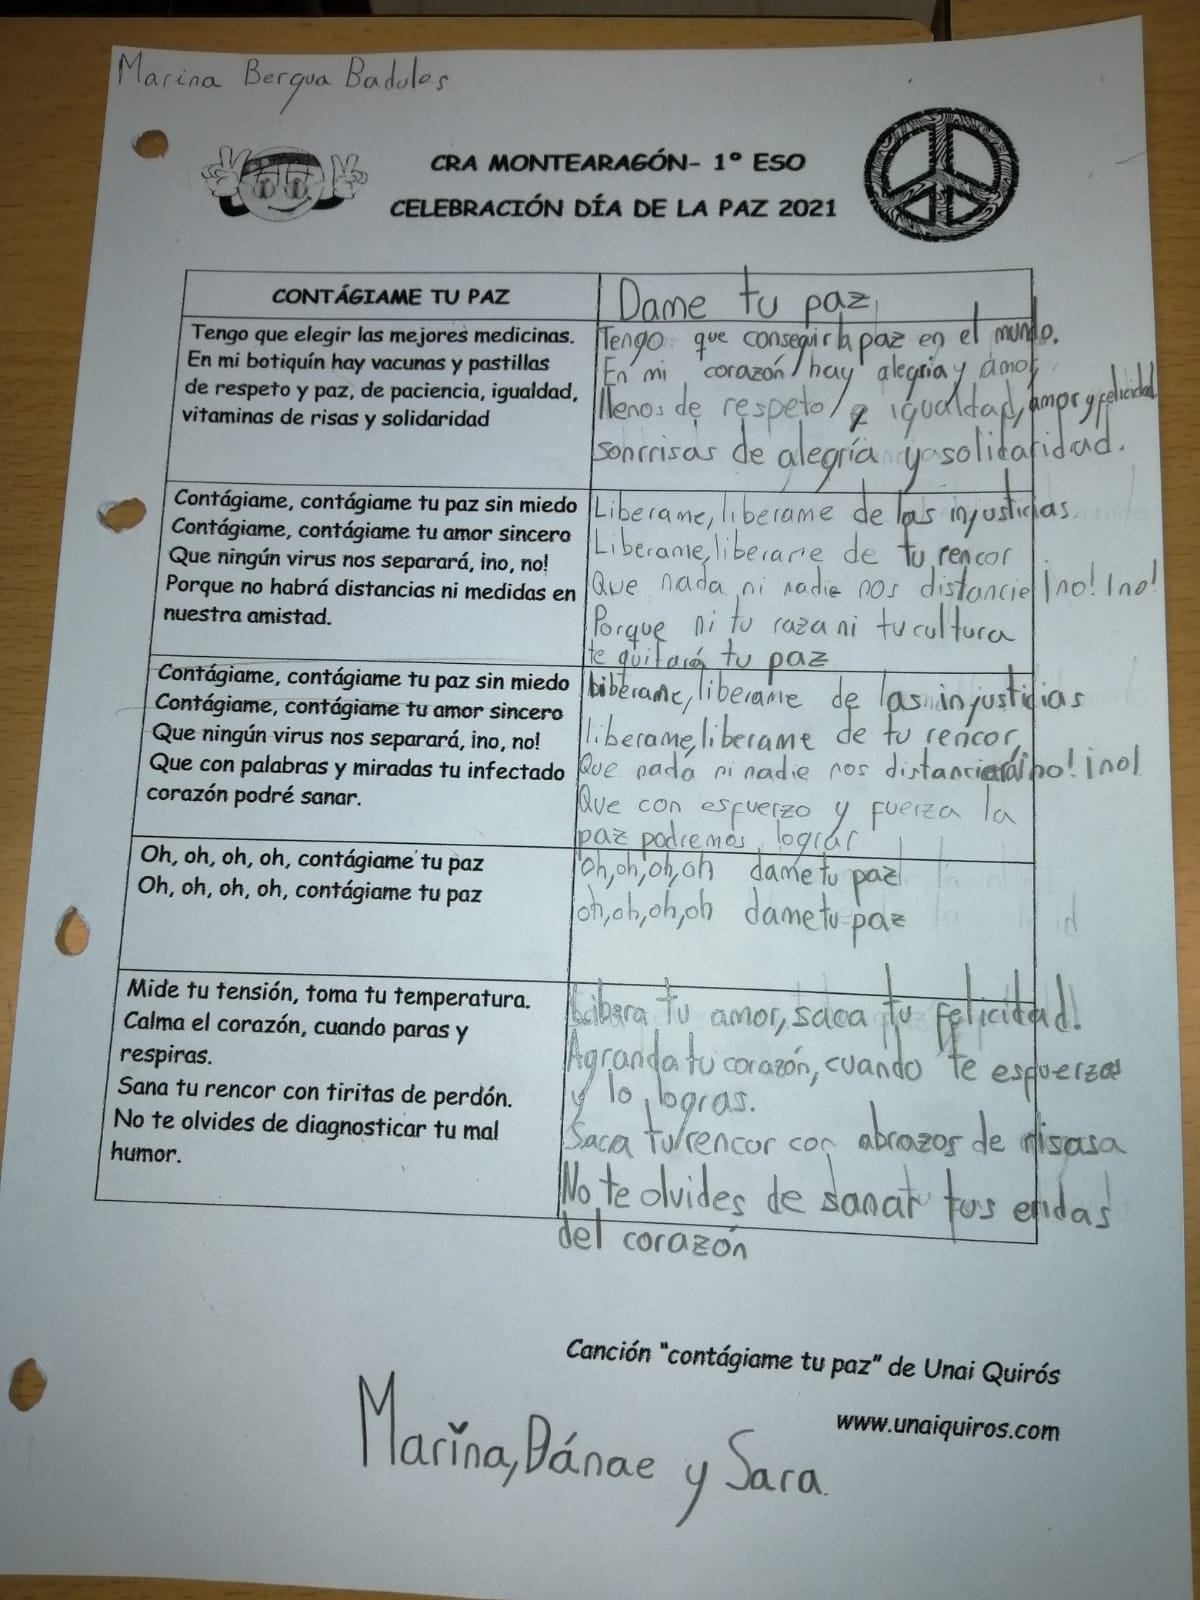 Marina Bergua Badules
CRA MONTEARAGÓN- 1º ESO
CELEBRACIÓN DÍA DE LA PAZ 2021
CONTÁGIAME TU PAZ
Tengo que elegir las mejores medicinas.
En mi botiquín hay vacunas y pastillas
de respeto y paz, de paciencia, igualdad,
vitaminas de risas y solidaridad
Contágiame, contágiame tu paz sin miedo
Contágiame, contágiame tu amor sincero
Que ningún virus nos separará, ¡no, no!
Porque no habrá distancias ni medidas en
nuestra amistad.
Contágiame, contágiame tu paz sin miedo
Contágiame, contágiame tu amor sincero
Que ningún virus nos separará, ¡no, no!
Que con palabras y miradas tu infectado
corazón podré sanar.
Oh, oh, oh, oh, contágiame tu paz
Oh, oh, oh, oh, contágiame tu paz
Mide tu tensión, toma tu temperatura.
Calma el corazón, cuando paras y
respiras.
Sana tu rencor con tiritas de perdón.
No te olvides de diagnosticar tu mal
humor.
Dame tu paz
Tengo que conseguir la paz en el mundo.
En mi corazón hay alegria y amor
llenos de respeto igualdad, amor y felicidad
sonrrisas de alegría y solidaridad.
Liberame, liberame de las injusticias
Liberame, liberame de tu rencor
Que nada ni nadie nos distancie ¡no! ¡no!
Porque ni tu raza ni tu cultura
te quitará tu paz
liberame, liberame de las injusticias
liberame, liberame de tu rencor,
Que nada ni nadie nos distanciará ¡no! ¡no!
Que con esfuerzo y fuerza la
paz podremos lograr
oh, oh, oh, oh dame tu paz
oh, oh, oh, oh dame tu paz
Libera tu amor, saca tu felicidad!
Agranda tu corazón, cuando te esfuerzas
y lo logras.
Saca tu rencor con abrazos de
No te olvides de sanar tus eridas
del corazón
Canción "contágiame tu paz" de Unai Quirós
www.unaiquiros.com
Marina, Dánae y Sara.